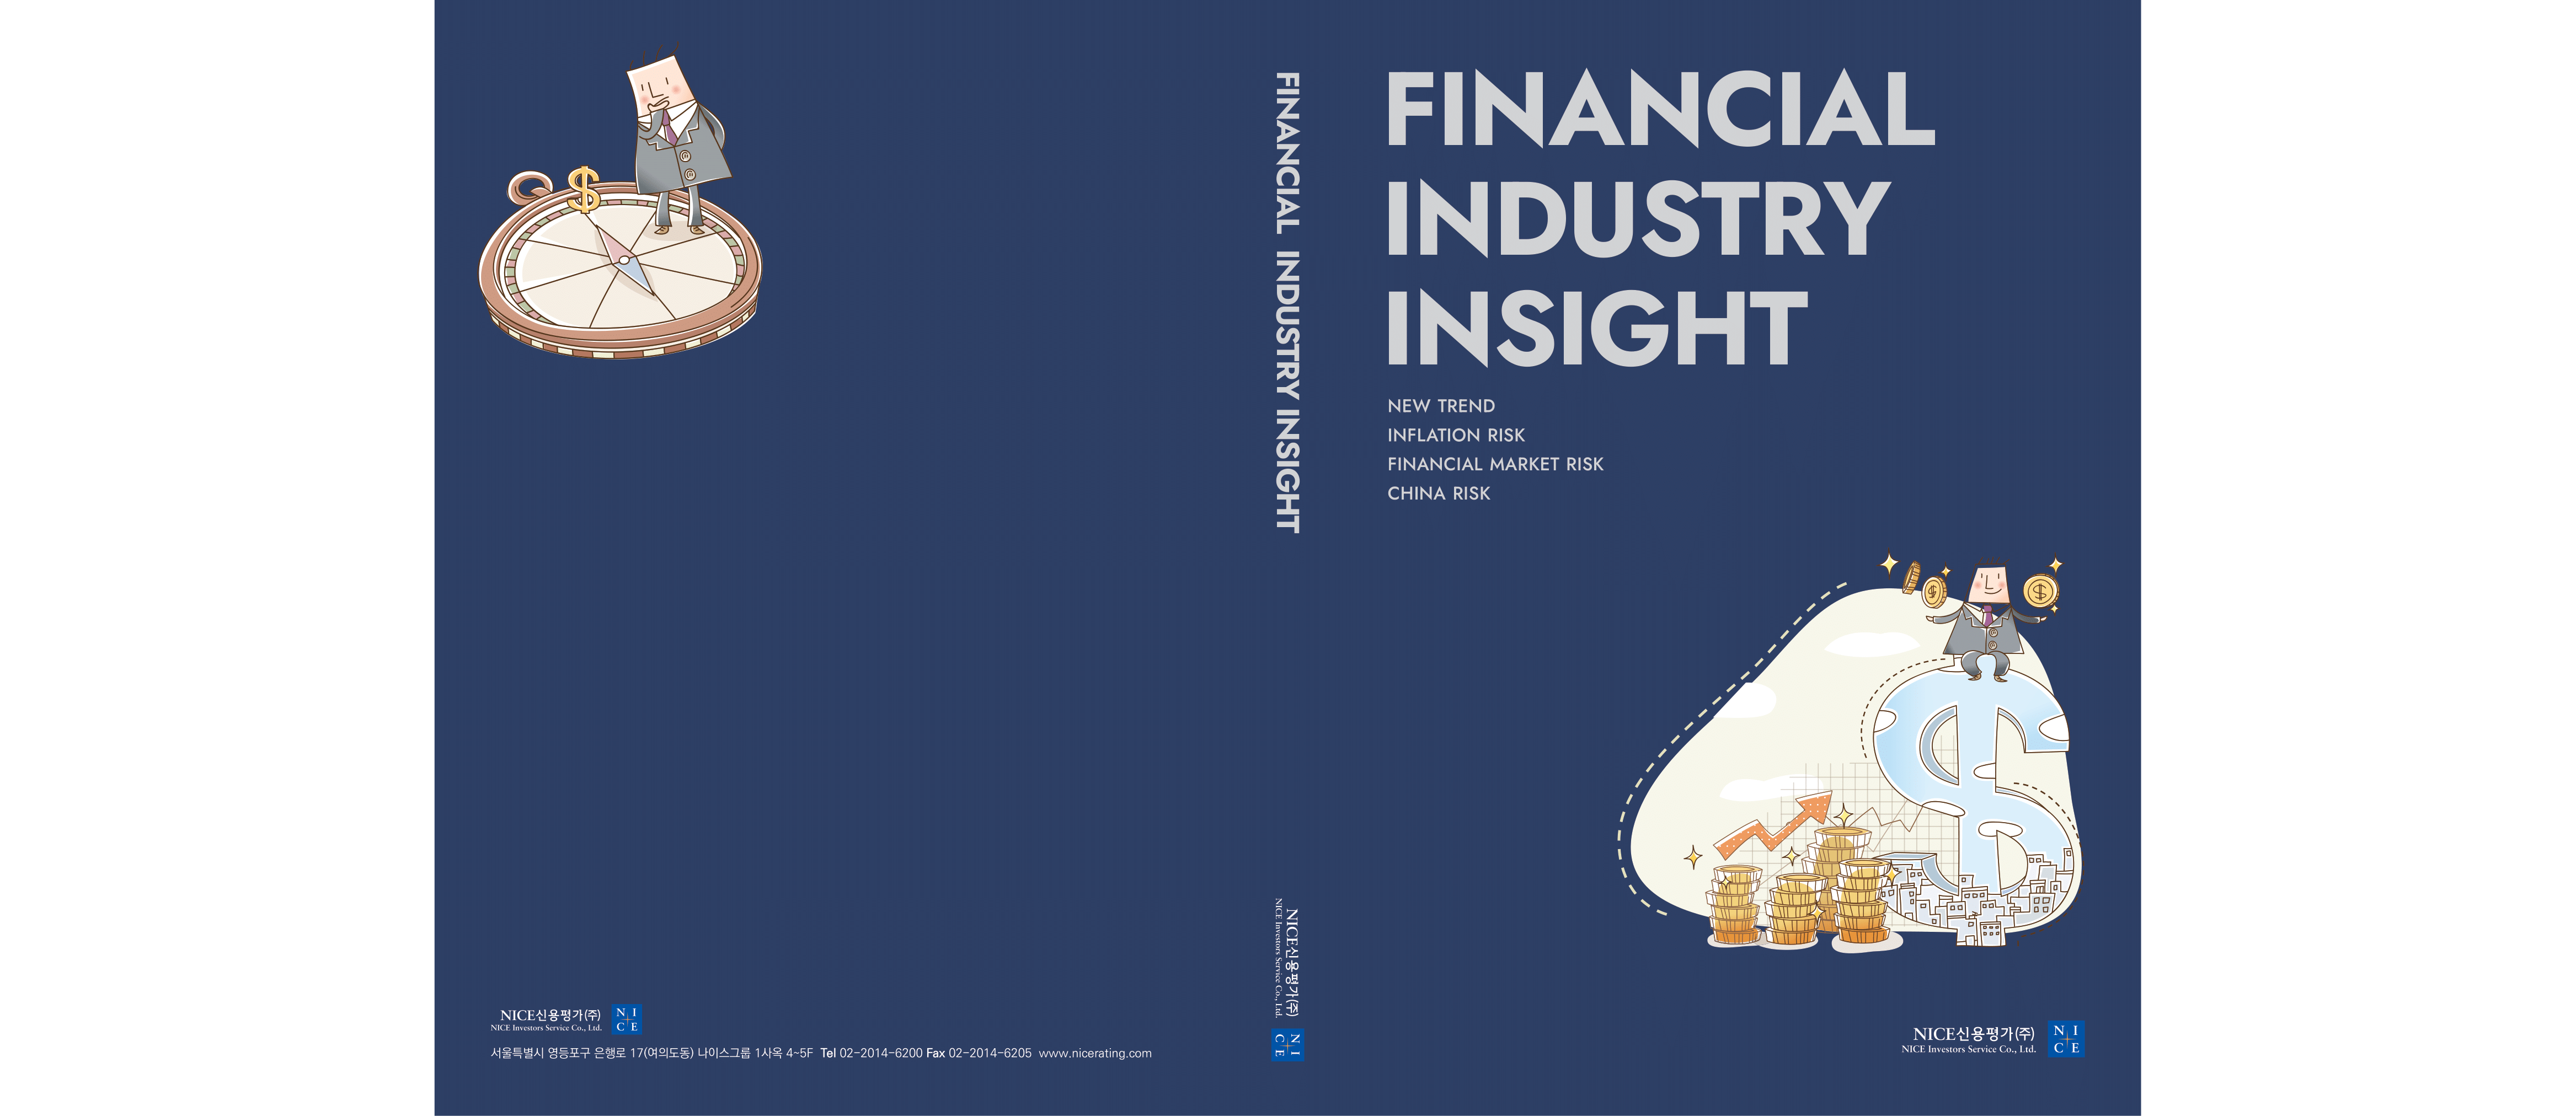 NICE신용평가(주)
NICE Investors Service Co., Ltd.
N I
C E
서울특별시 영등포구 은행로 17(여의도동) 나이스그룹 1사옥 4~5F Tel 02-2014-6200 Fax 02-2014-6205 www.nicerating.com
FINANCIAL INDUSTRY INSIGHT
NICE신용평가(주)
NICE Investors Service Co., Ltd.
N I
C E
FINANCIAL
INDUSTRY
INSIGHT
NEW TREND
INFLATION RISK
FINANCIAL MARKET RISK
CHINA RISK
NICE신용평가(주)
NICE Investors Service Co., Ltd.
N I
C E